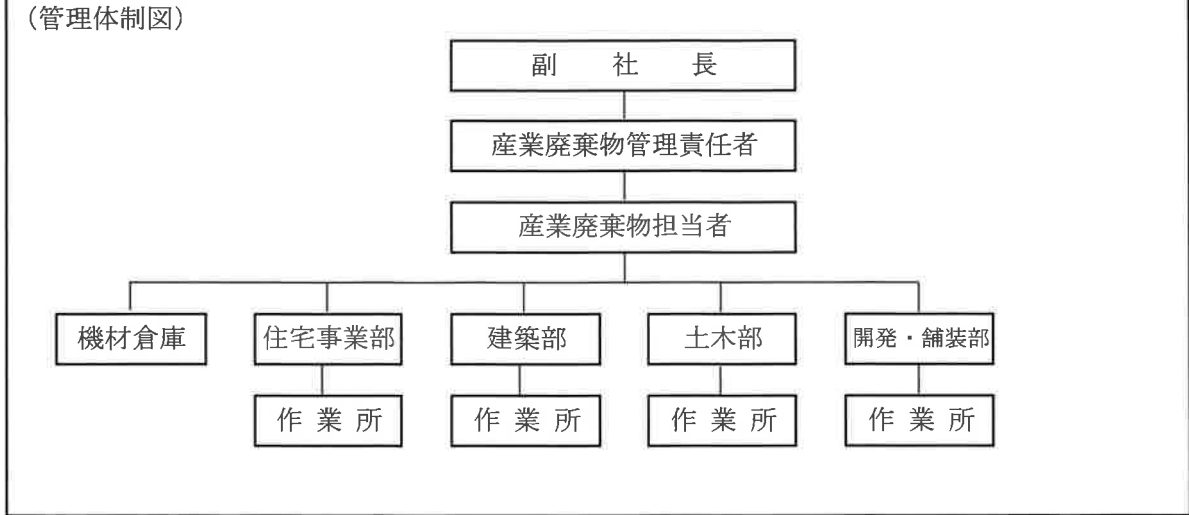 （管理体制図）
副　社　長
産業廃棄物管理責任者
産業廃棄物担当者
機材倉庫　住宅事業部　建築部　土木部　開発・舗装部
作 業 所　作 業 所　作 業 所　作 業 所